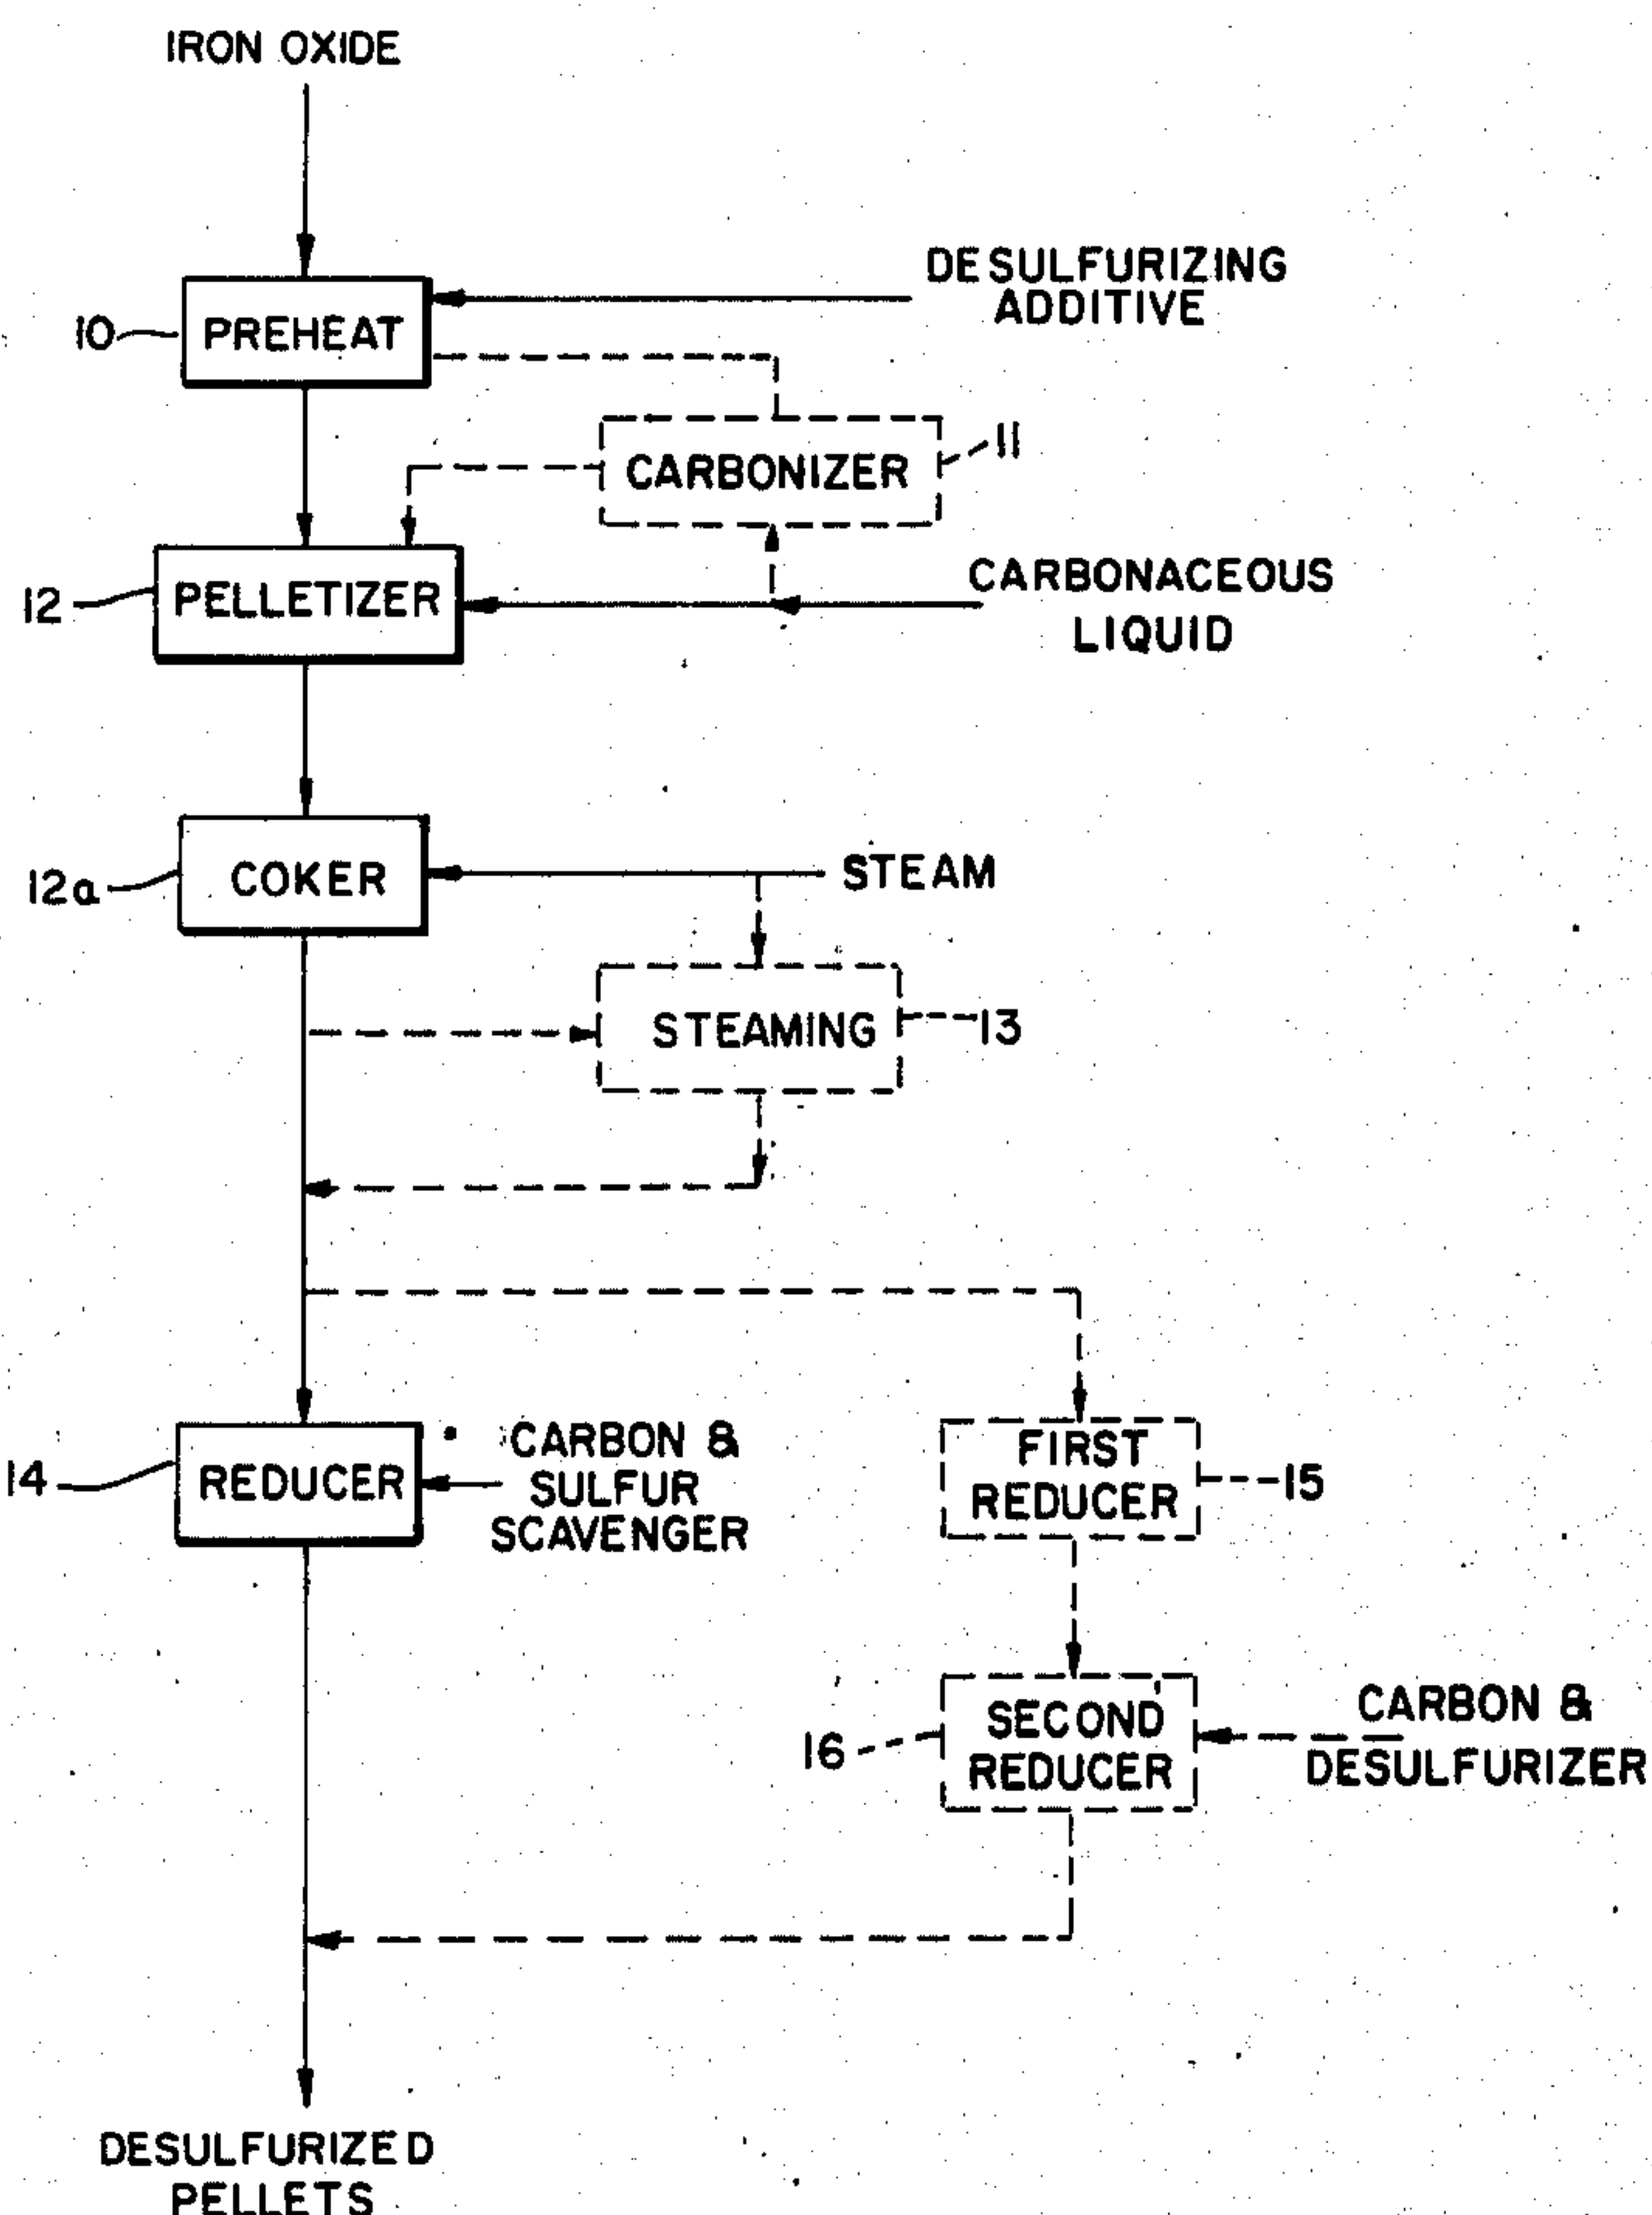 IRON OXIDE
DESULFURIZING
ADDITIVE
10
PREHEAT
11
CARBONIZER
CARBONACEOUS
LIQUID
12
PELLETIZER
12a
COKER
STEAM
STEAMING
13
14
REDUCER
CARBON &
SULFUR
SCAVENGER
FIRST
REDUCER
15
16
SECOND
REDUCER
CARBON &
DESULFURIZER
DESULFURIZED
PELLETS